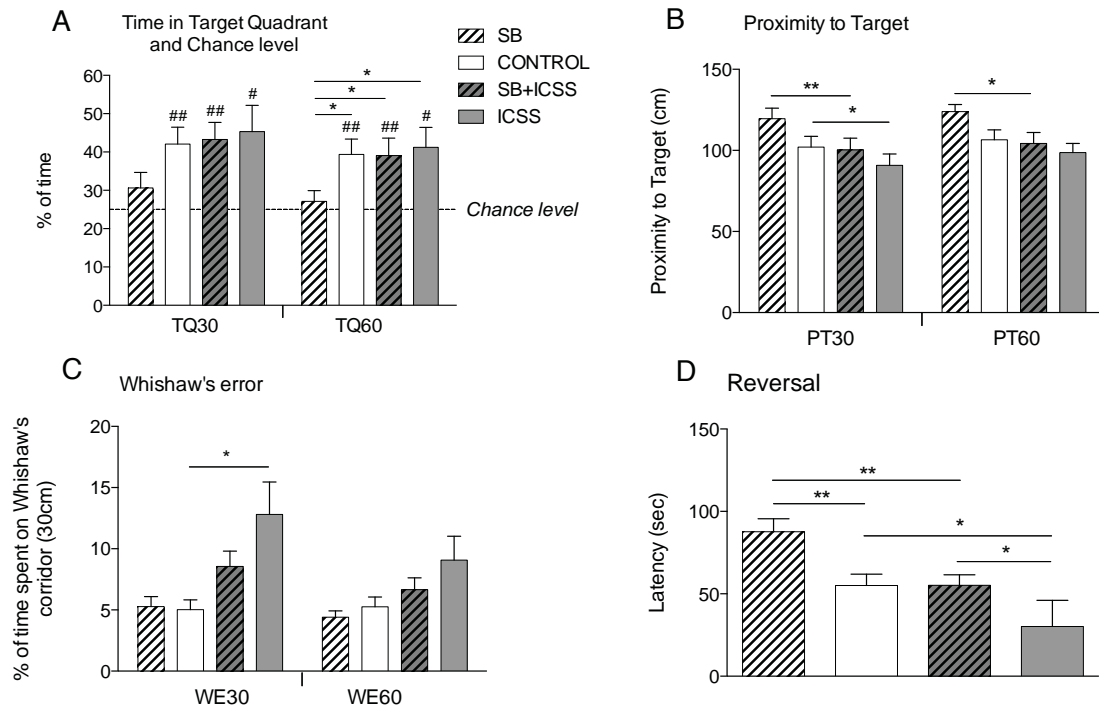 A
Time in Target Quadrant
and Chance level
SB
CONTROL
SB+ICSS
ICSS
% of time
60
50
40
30
20
10
0
##
##
#
*
*
*
##
##
#
Chance level
TQ30
TQ60
B
Proximity to Target
Proximity to Target (cm)
150
100
50
0
**
*
*
PT30
PT60
C
Whishaw's error
% of time spent on Whishaw's
corridor (30cm)
20
15
10
5
0
*
WE30
WE60
D
Reversal
Latency (sec)
150
100
50
0
**
**
*
*